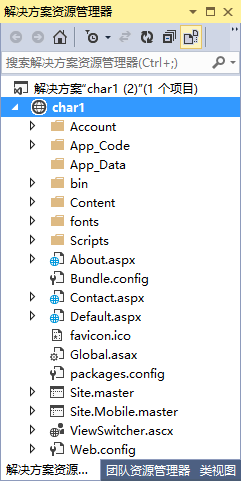 解决方案资源管理器
搜索解决方案资源管理器(Ctrl+;)
解决方案"char1 (2)"(1 个项目)
char1
Account
App_Code
App_Data
bin
Content
fonts
Scripts
About.aspx
Bundle.config
Contact.aspx
Default.aspx
favicon.ico
Global.asax
packages.config
Site.master
Site.Mobile.master
ViewSwitcher.ascx
Web.config
解决方案资源... 团队资源管理器 类视图